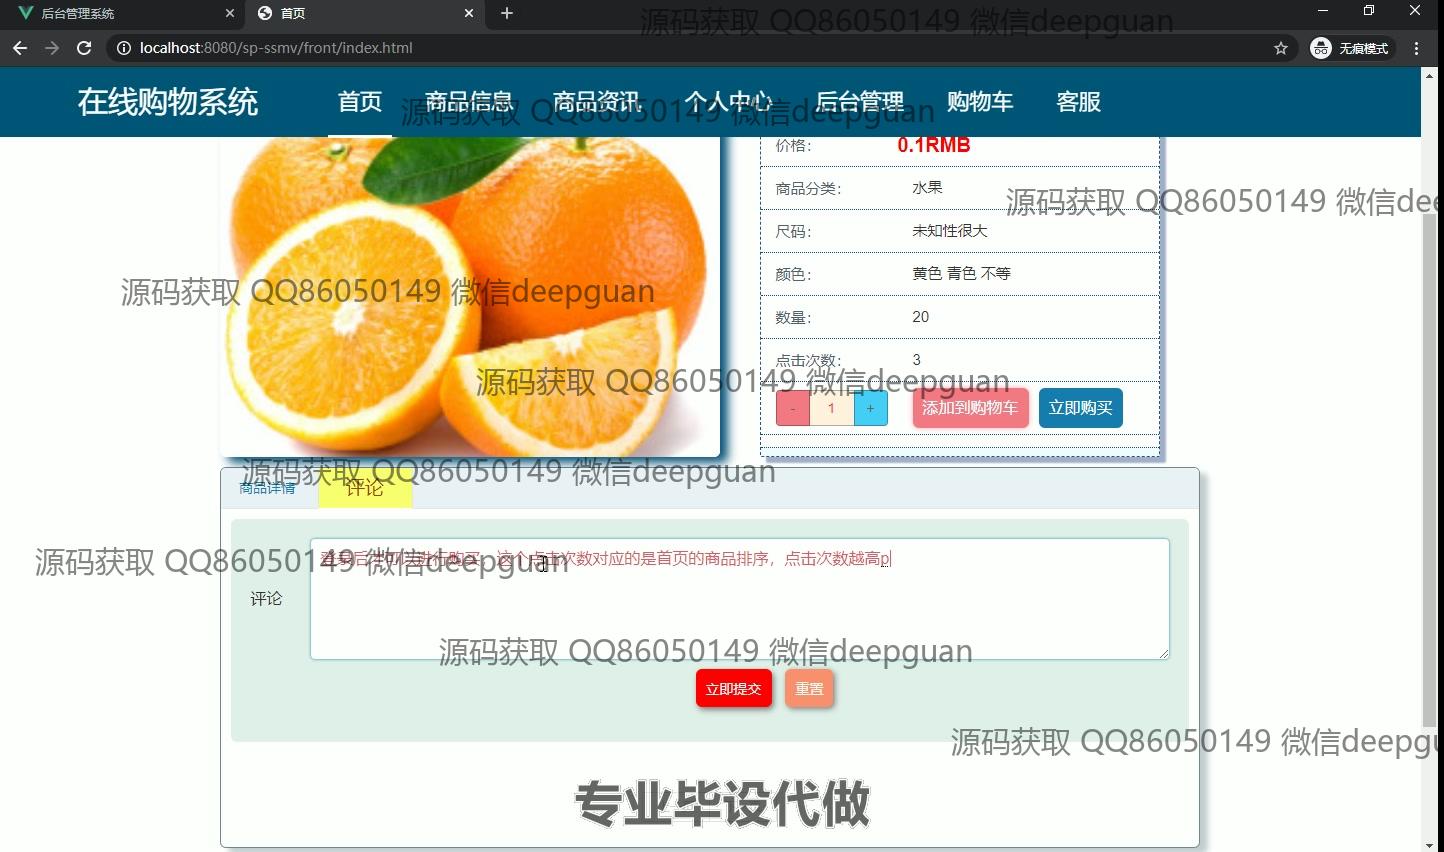 后台管理系统
首页
localhost:8080/sp-ssmv/front/index.html
无痕模式
源码获取 QQ86050149 微信deepguan
在线购物系统
首页
商品信息
商品资讯
个人中心
后台管理
购物车
客服
源码获取 QQ86050149 微信deepguan
价格：
0.1RMB
商品分类：
水果
源码获取 QQ86050149 微信dee
尺码：
未知性很大
颜色：
黄色 青色 不等
源码获取 QQ86050149 微信deepguan
数量：
20
点击次数：
3
源码获取 QQ86050149 微信deepguan
-
1
+
添加到购物车
立即购买
源码获取 QQ86050149 微信deepguan
商品详情
评论
登录后才可以进行购买，这个点击次数对应的是首页的商品排序，点击次数越高p
源码获取 QQ86050149 微信deepguan
评论
源码获取 QQ86050149 微信deepguan
立即提交
重置
源码获取 QQ86050149 微信deepgu
专业毕设代做